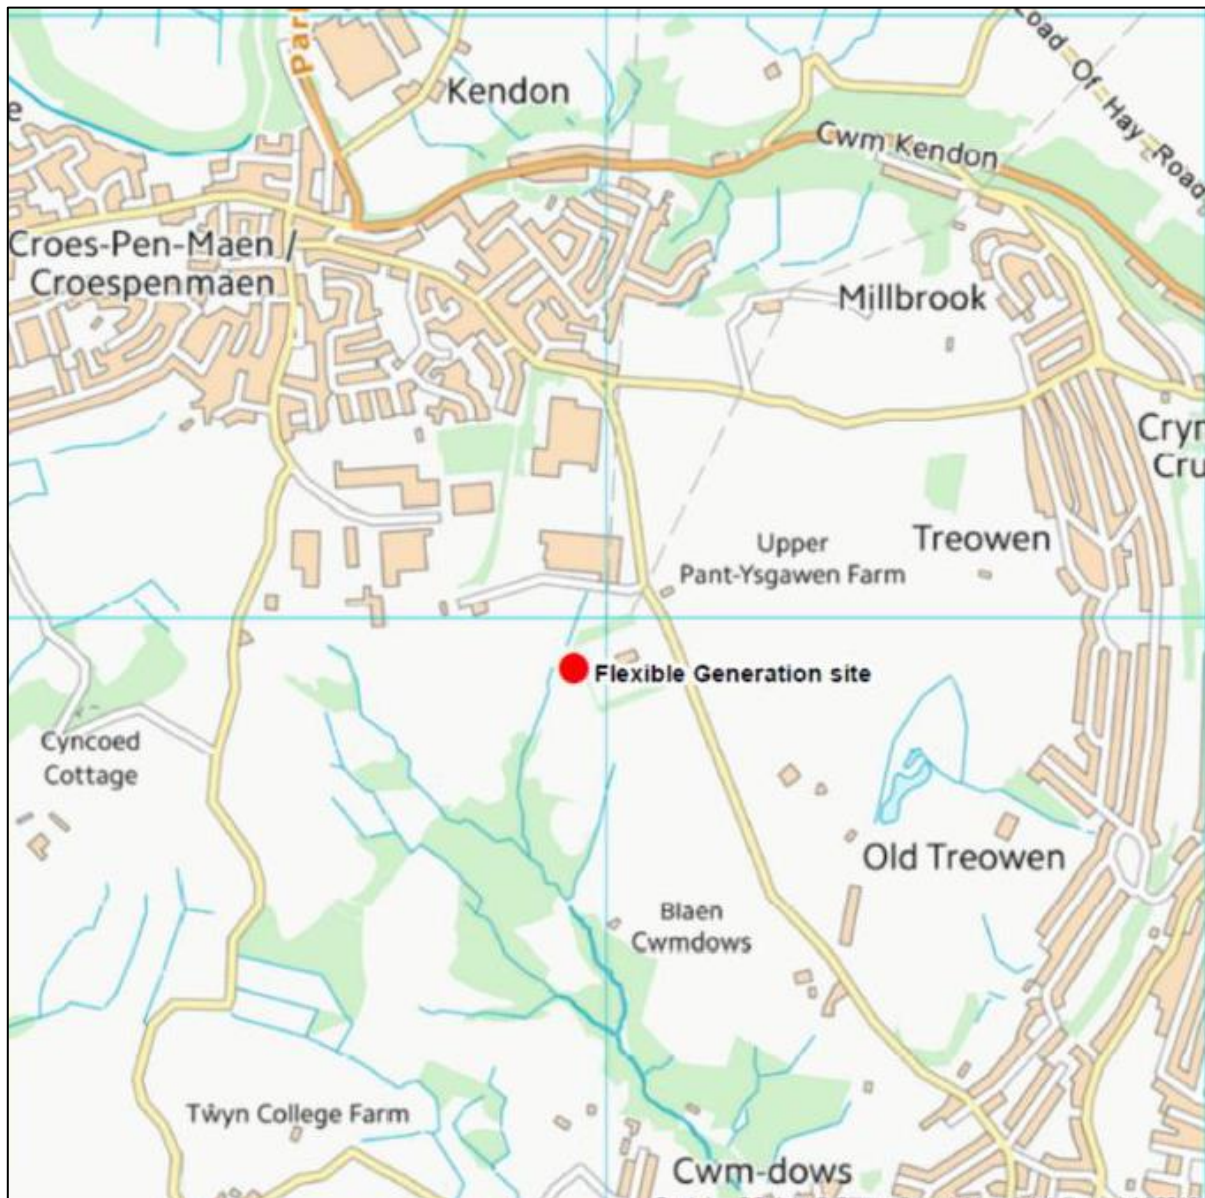 Kendon
Cwm Kendon
Load Of Hay Road
Croes-Pen-Maen /
Croespenmaen
Millbrook
Treowen
Upper
Pant-Ysgawen Farm
Flexible Generation site
Cyncoed
Cottage
Old Treowen
Blaen
Cwmdows
Twyn College Farm
Cwm-dows